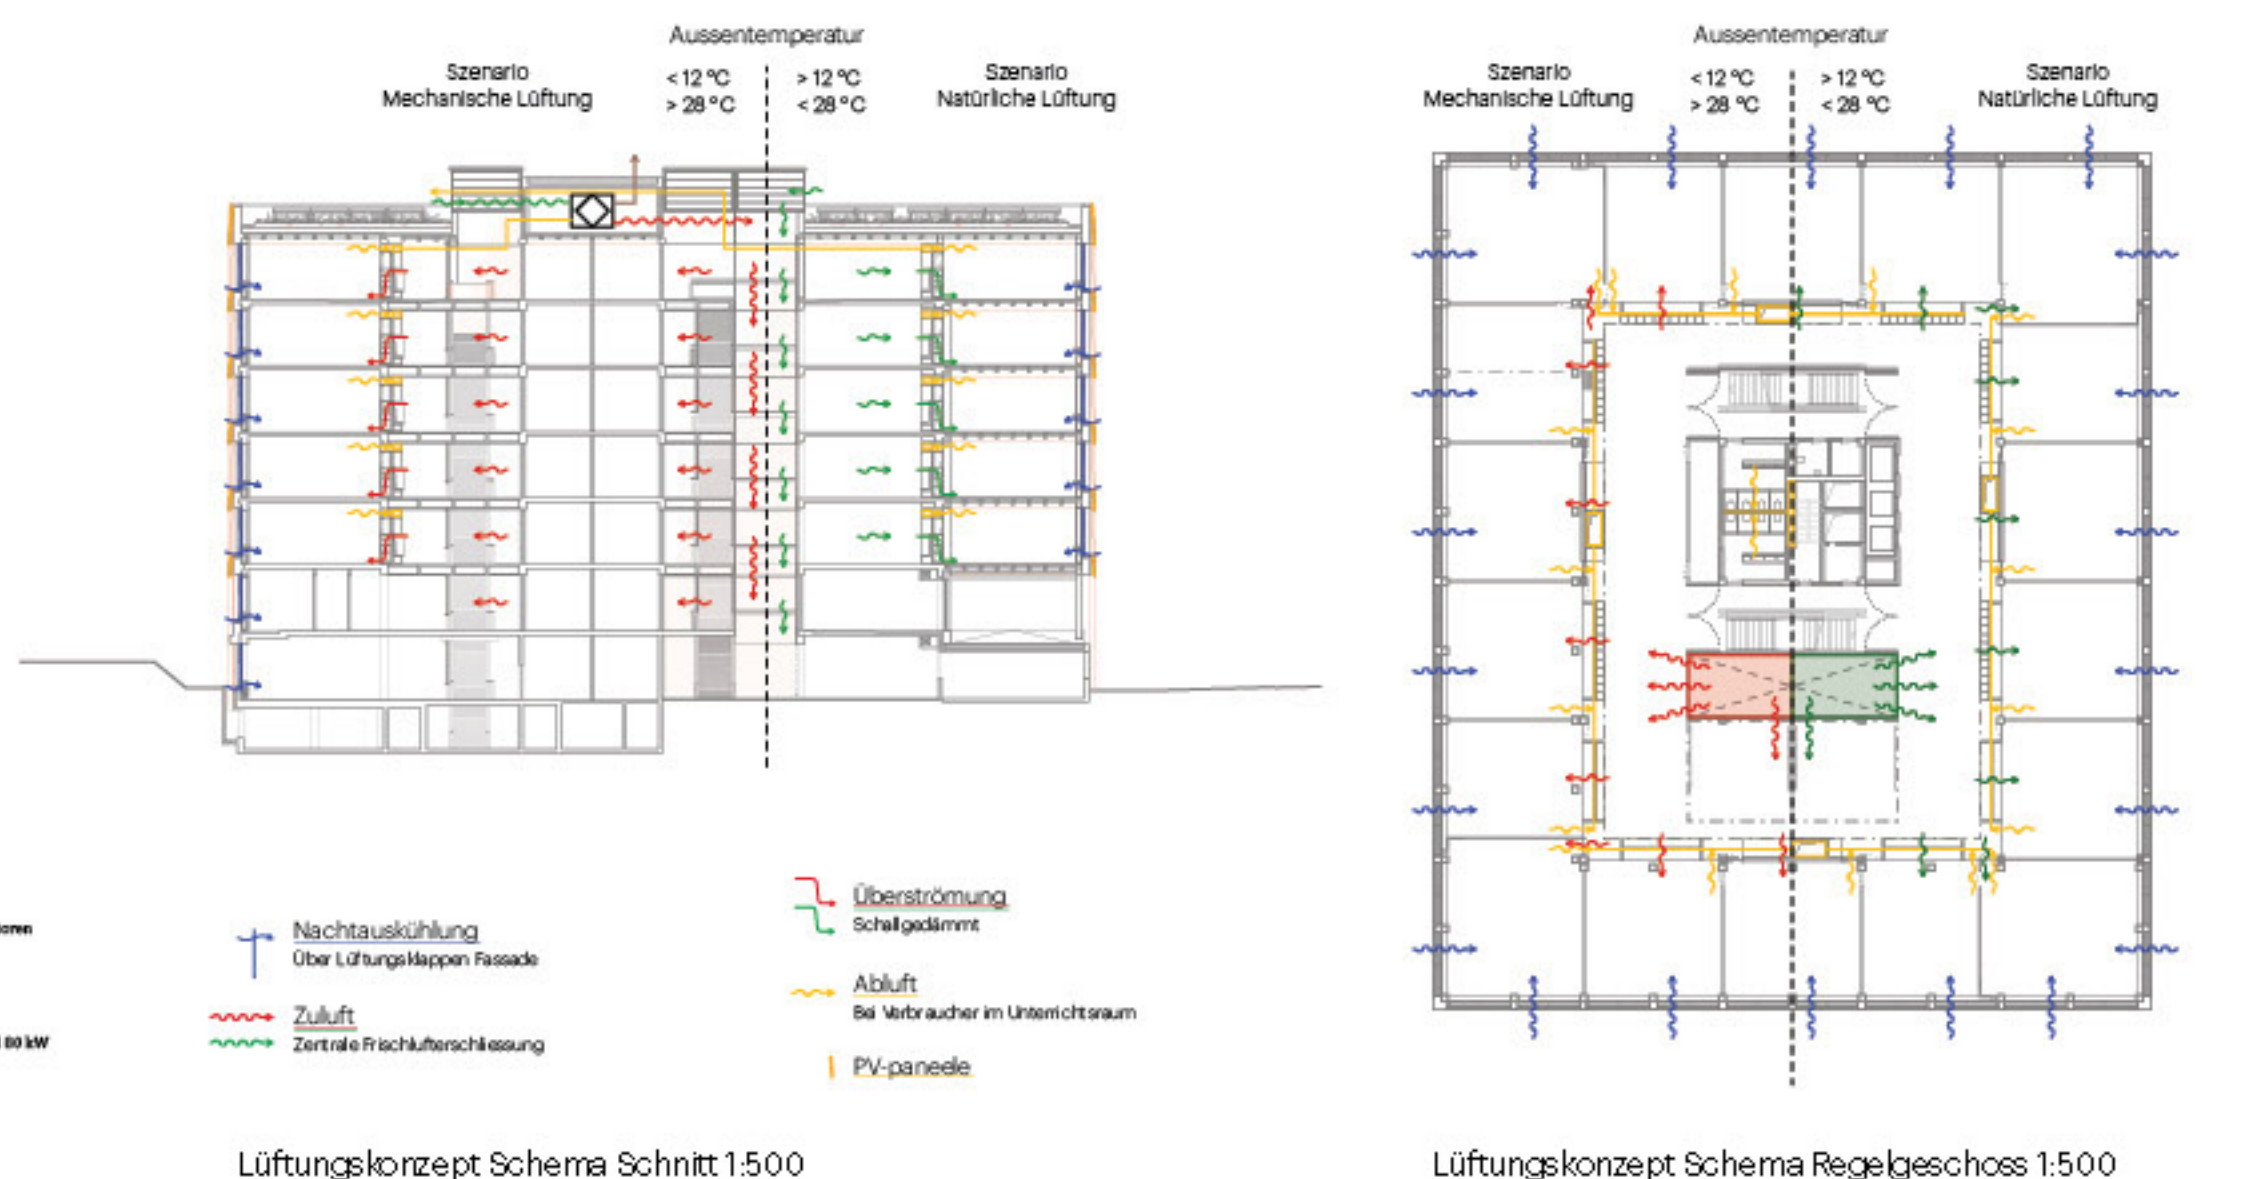 Aussentemperatur
Szenario
Mechanische Lüftung
< 12 °C
> 28 °C
> 12 °C
< 28 °C
Szenario
Natürliche Lüftung
Aussentemperatur
Szenario
Mechanische Lüftung
< 12 °C
> 28 °C
> 12 °C
< 28 °C
Szenario
Natürliche Lüftung
80 kW
Nachtauskühlung
Über Lüftungsklappen Fassade
Zuluft
Zentrale Frischlufterschliessung
Überströmung
Schallgedämmt
Abluft
Bei Verbraucher im Unterrichtsraum
PV-paneele
Lüftungskonzept Schema Schnitt 1:500
Lüftungskonzept Schema Regelgeschoss 1:500